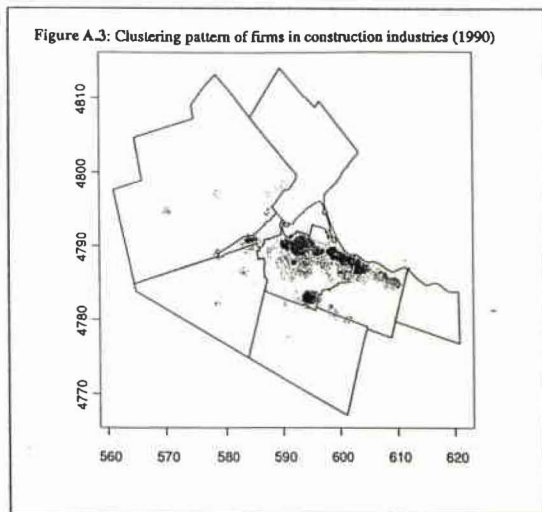 Figure A.3: Clustering pattern of firms in construction industries (1990)
4810
4800
4790
4780
4770
560 570 580 590 600 610 620